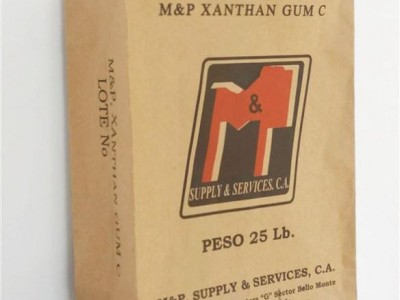 M&P XANTHAN GUM C
M&P. XANTHAN GUM C
LOTE No
M&P
SUPPLY & SERVICES, C.A.
PESO 25 Lb.
M&P. SUPPLY & SERVICES, C.A.
"G" Sector Bello Monte